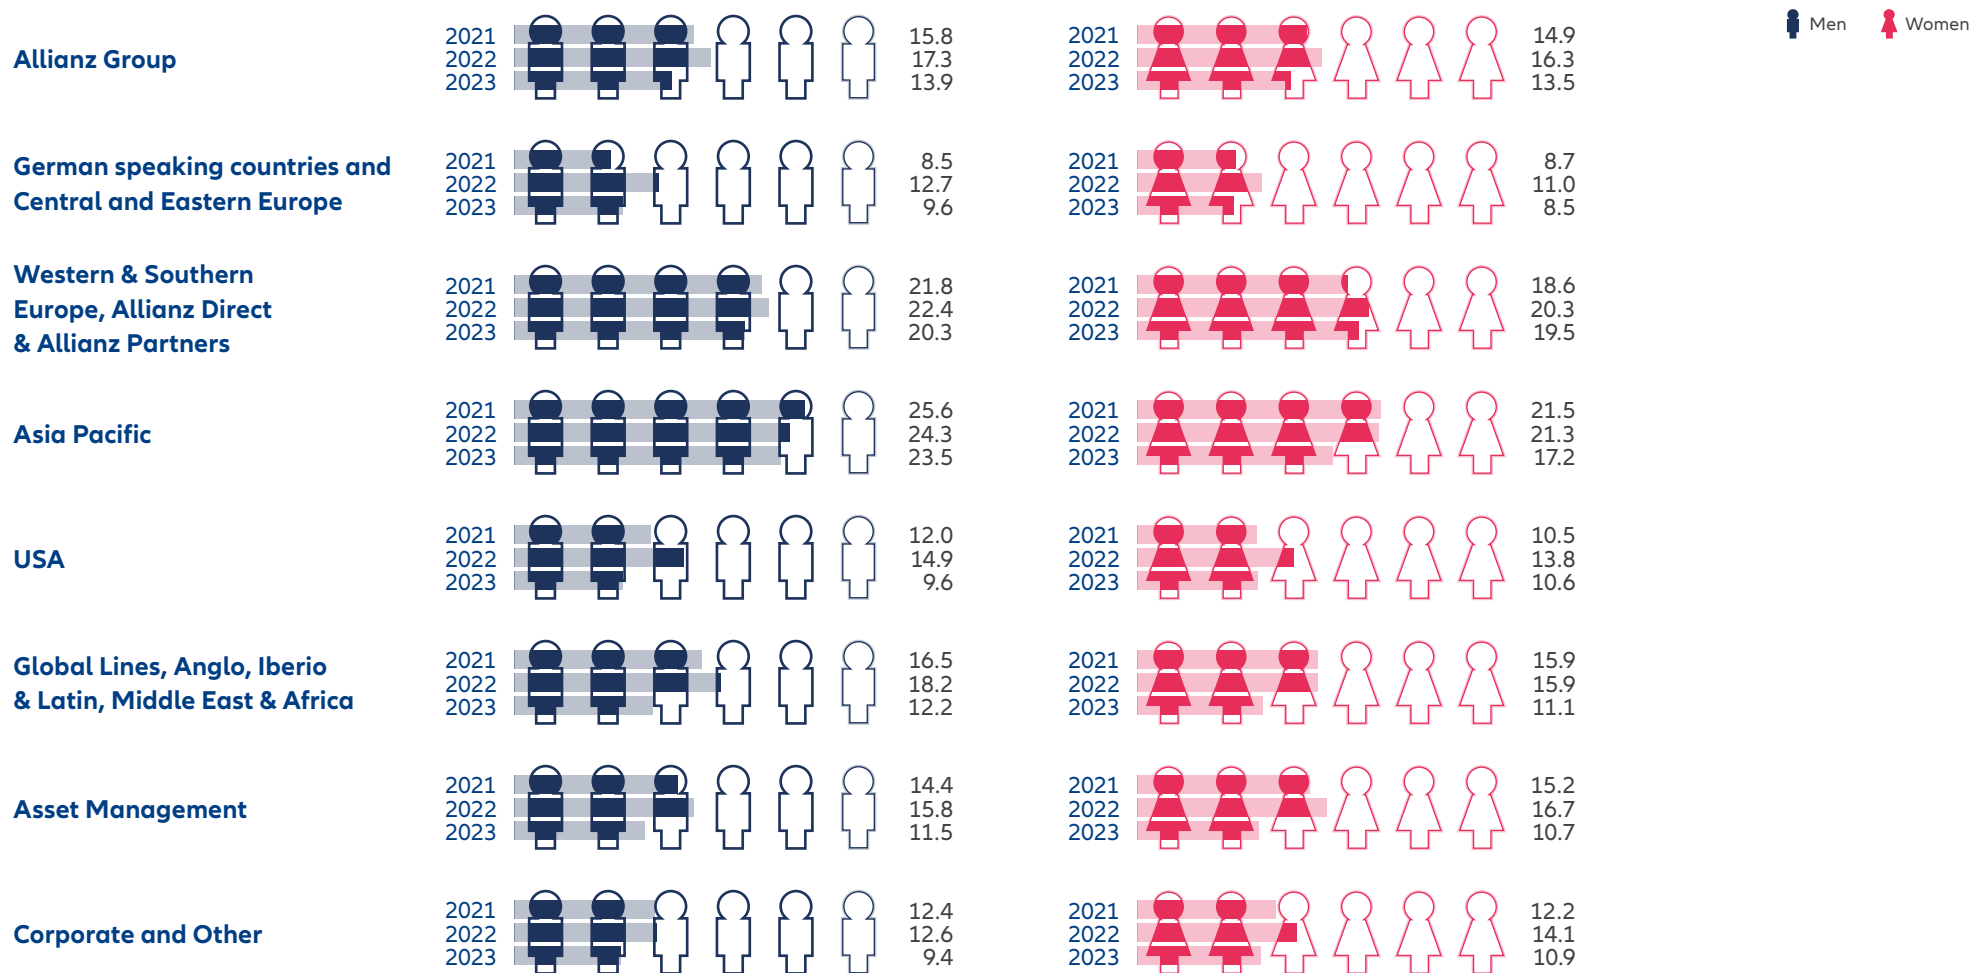 Men Women
Allianz Group
2021 15.8 2021 14.9
2022 17.3 2022 16.3
2023 13.9 2023 13.5
German speaking countries and
Central and Eastern Europe
2021 8.5 2021 8.7
2022 12.7 2022 11.0
2023 9.6 2023 8.5
Western & Southern
Europe, Allianz Direct
& Allianz Partners
2021 21.8 2021 18.6
2022 22.4 2022 20.3
2023 20.3 2023 19.5
Asia Pacific
2021 25.6 2021 21.5
2022 24.3 2022 21.3
2023 23.5 2023 17.2
USA
2021 12.0 2021 10.5
2022 14.9 2022 13.8
2023 9.6 2023 10.6
Global Lines, Anglo, Iberio
& Latin, Middle East & Africa
2021 16.5 2021 15.9
2022 18.2 2022 15.9
2023 12.2 2023 11.1
Asset Management
2021 14.4 2021 15.2
2022 15.8 2022 16.7
2023 11.5 2023 10.7
Corporate and Other
2021 12.4 2021 12.2
2022 12.6 2022 14.1
2023 9.4 2023 10.9